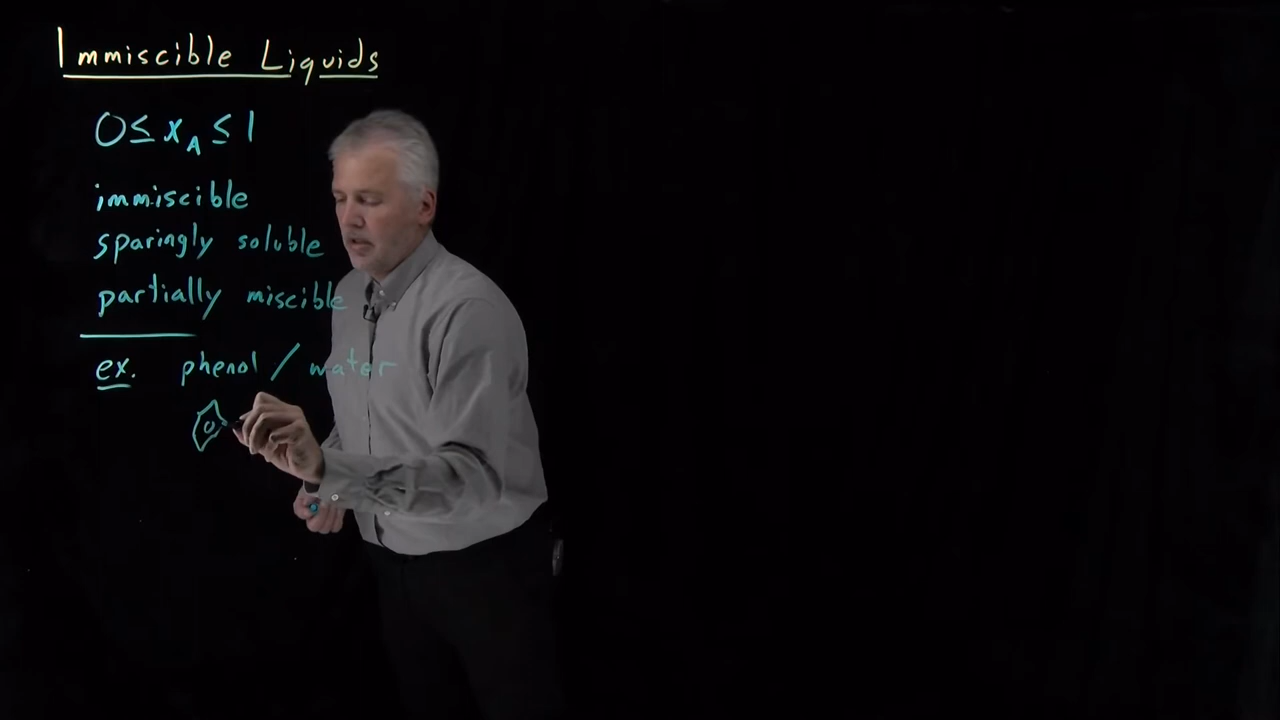 Immiscible Liquids
0 ≤ x_A ≤ 1
immiscible
sparingly soluble
partially miscible
ex. phenol / water